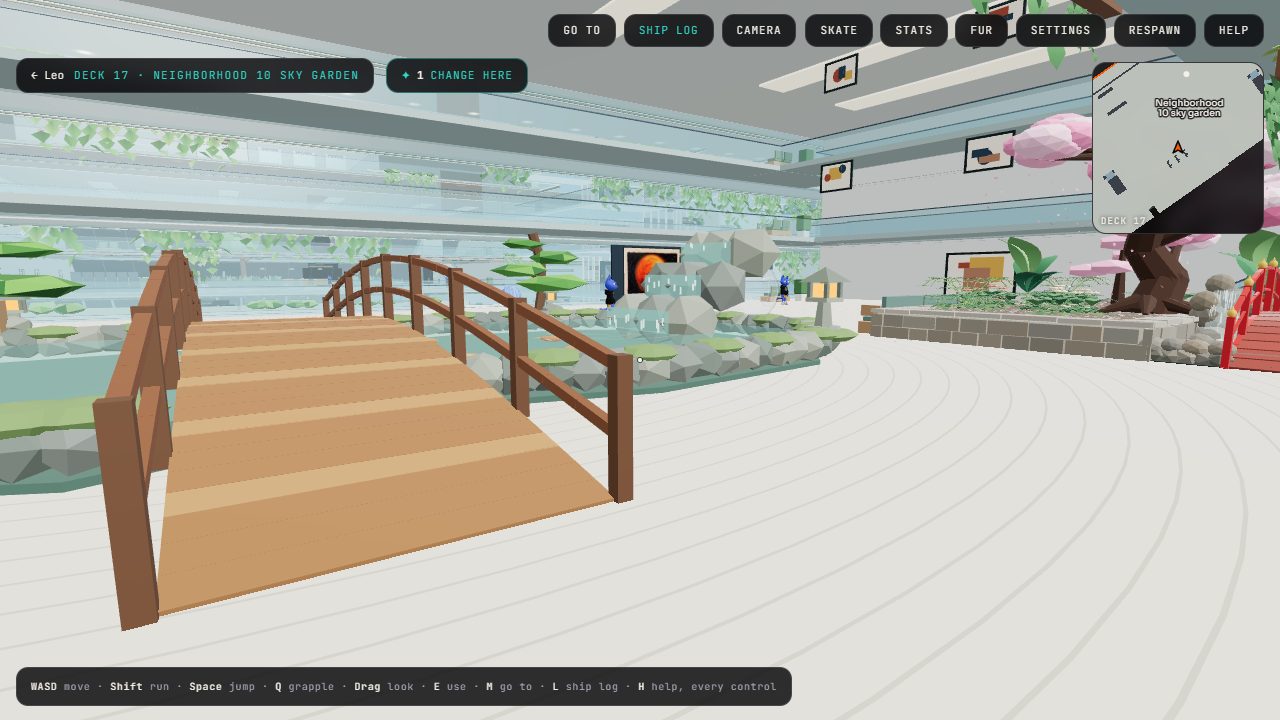 GO TO
SHIP LOG
CAMERA
SKATE
STATS
FUR
SETTINGS
RESPAWN
HELP
← Leo DECK 17 · NEIGHBORHOOD 10 SKY GARDEN
✦ 1 CHANGE HERE
Neighborhood
10 sky garden
DECK 17
WASD move · Shift run · Space jump · Q grapple · Drag look · E use · M go to · L ship log · H help, every control